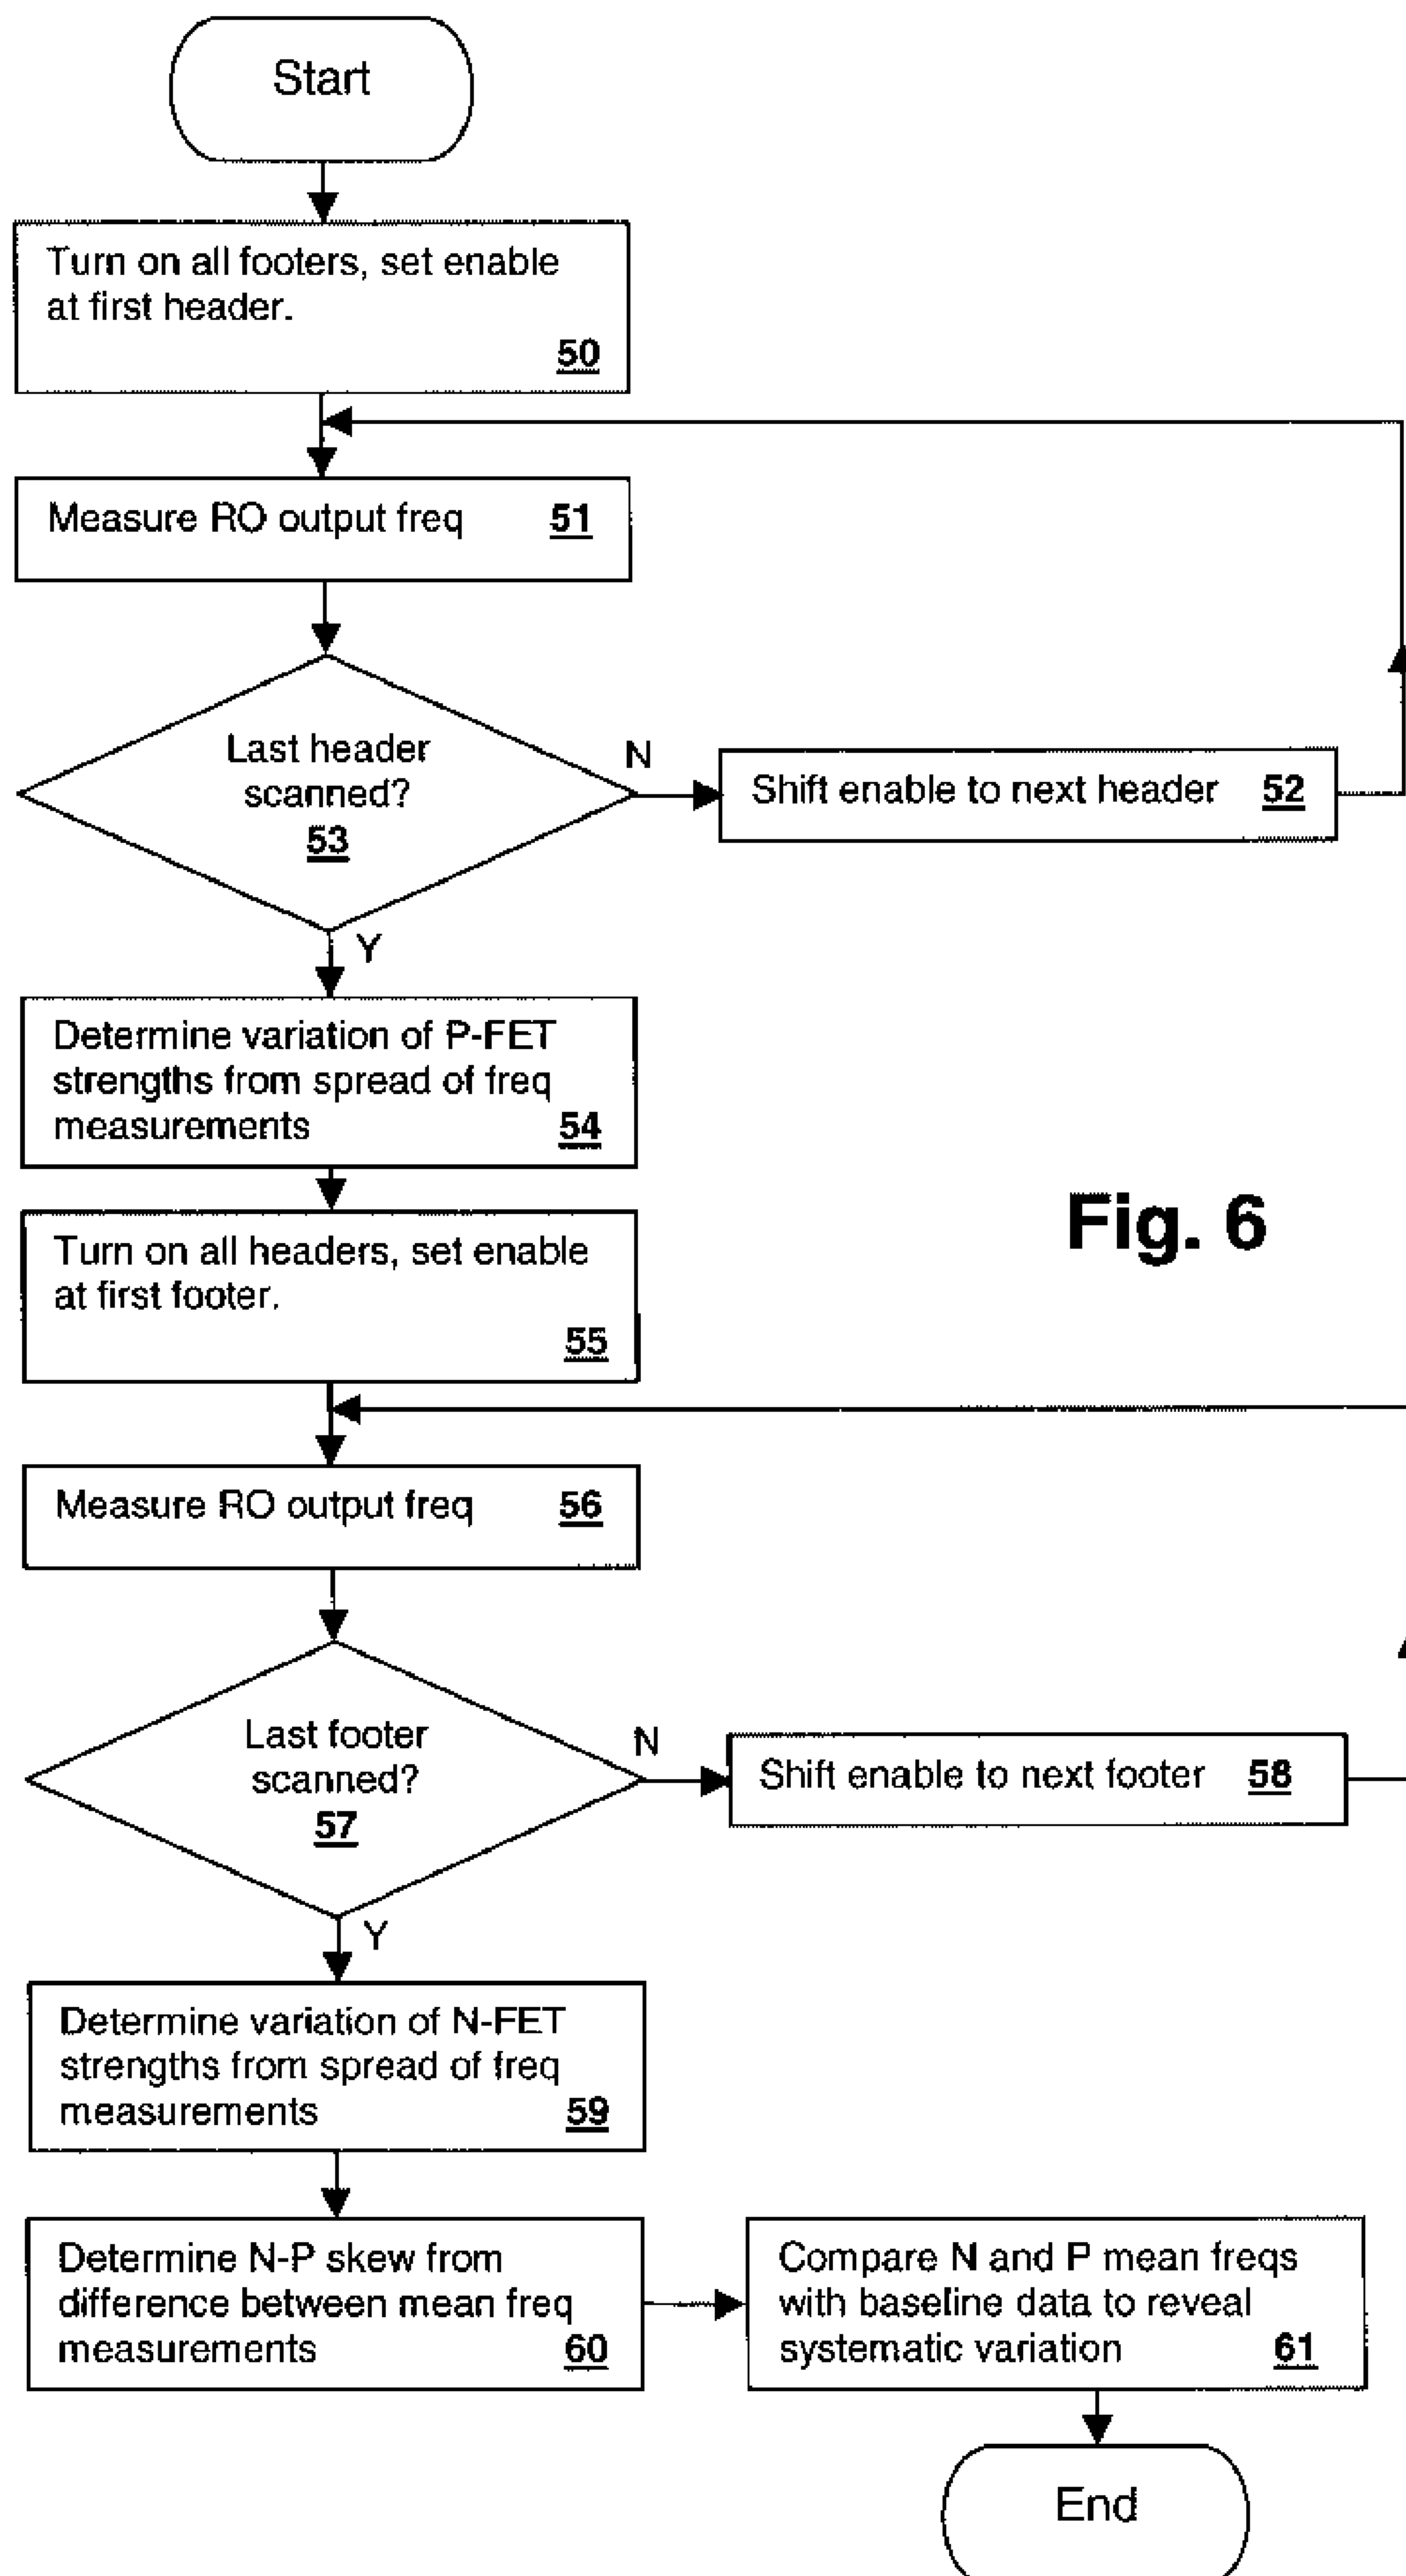 Start
Turn on all footers, set enable
at first header.
50
Measure RO output freq 51
Last header
scanned?
53
N
Shift enable to next header 52
Y
Determine variation of P-FET
strengths from spread of freq
measurements 54
Turn on all headers, set enable
at first footer.
55
Fig. 6
Measure RO output freq 56
Last footer
scanned?
57
N
Shift enable to next footer 58
Y
Determine variation of N-FET
strengths from spread of freq
measurements 59
Determine N-P skew from
difference between mean freq
measurements 60
Compare N and P mean freqs
with baseline data to reveal
systematic variation 61
End